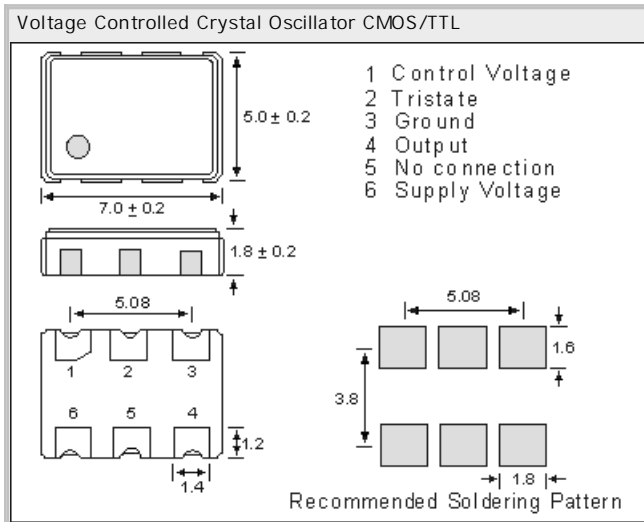 Voltage Controlled Crystal Oscillator CMOS/TTL
1 Control Voltage
2 Tristate
3 Ground
4 Output
5 No connection
6 Supply Voltage
5.0 ± 0.2
7.0 ± 0.2
1.8 ± 0.2
5.08
1 2 3
6 5 4
1.2
1.4
5.08
1.6
3.8
1.8
Recommended Soldering Pattern